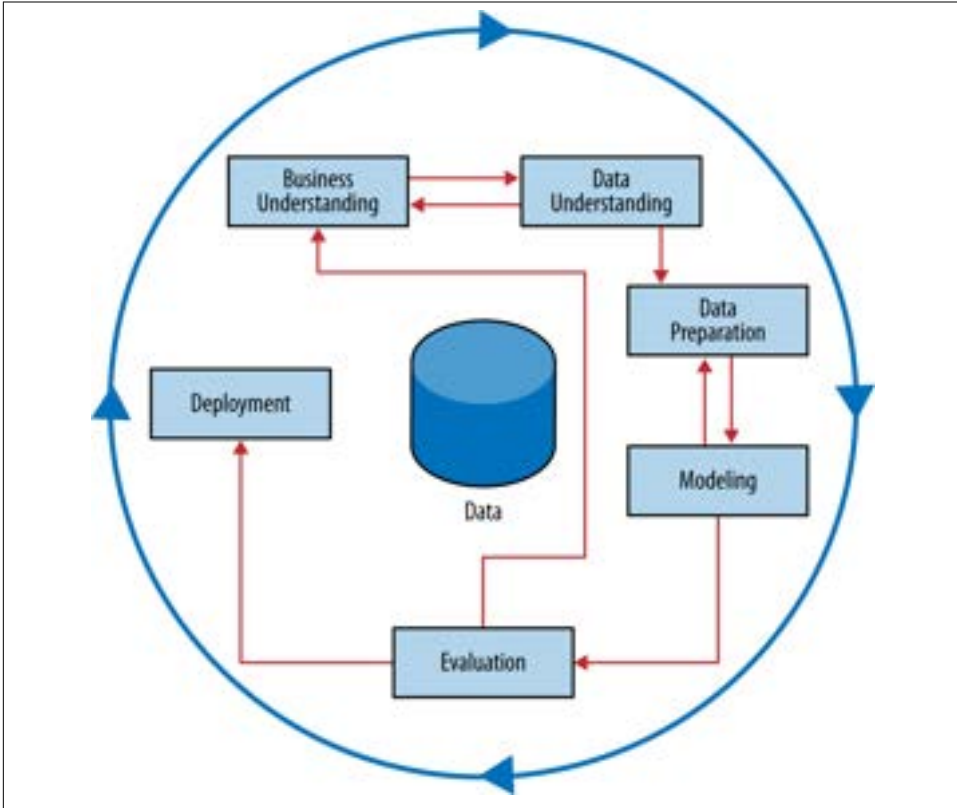 Business
Understanding
Data
Understanding
Data
Preparation
Deployment
Modeling
Data
Evaluation